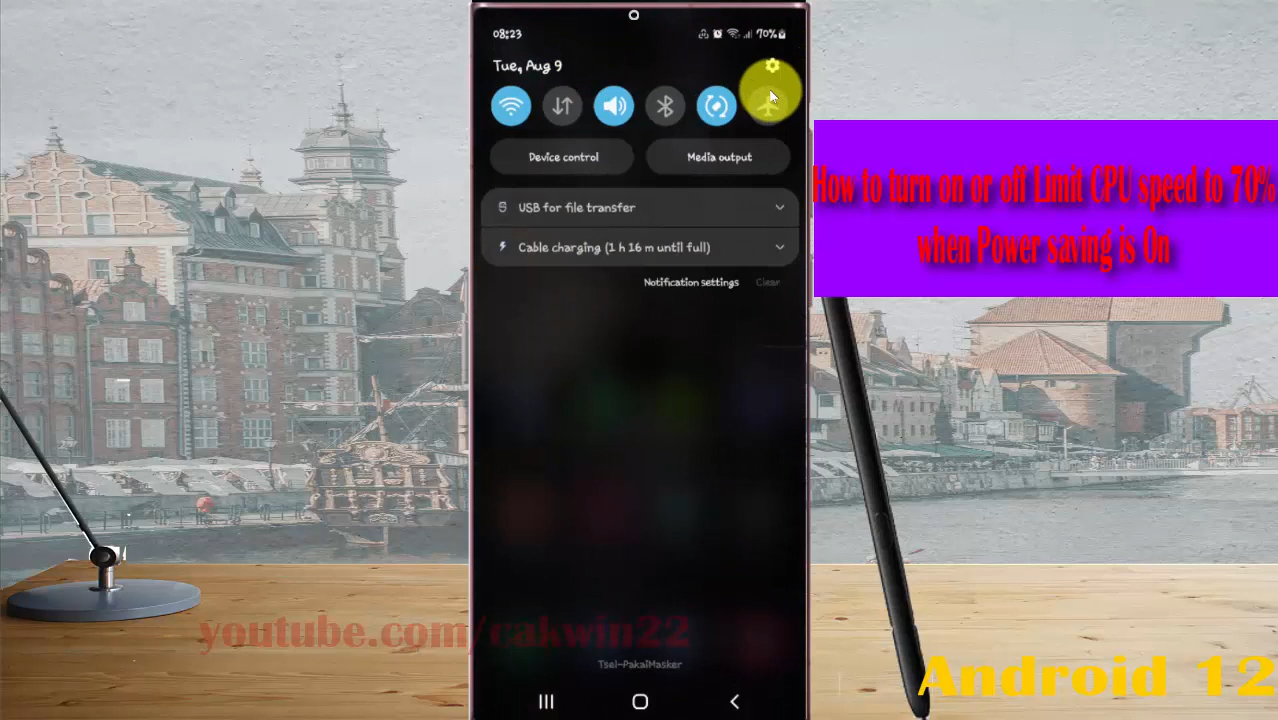 08:23
70%
Tue, Aug 9
Device control
Media output
USB for file transfer
Cable charging (1 h 16 m until full)
Notification settings
Clear
Tsel-PakaiMasker
How to turn on or off Limit CPU speed to 70%
when Power saving is On
youtube.com/cakwin22
Android 12